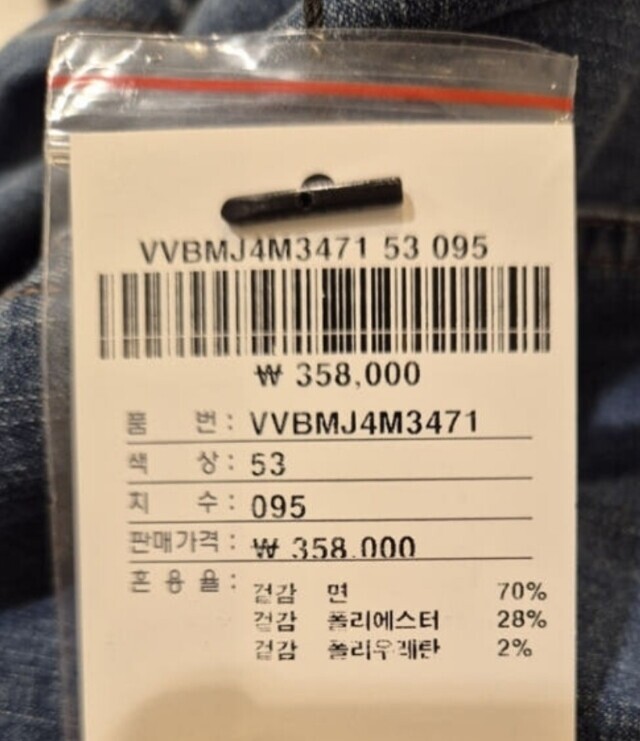 VVBMJ4M3471 53 095
₩ 358,000
품 번: VVBMJ4M3471
색 상: 53
치 수: 095
판매가격: ₩ 358.000
혼용율:
겉감 면 70%
겉감 폴리에스터 28%
겉감 폴리우레탄 2%